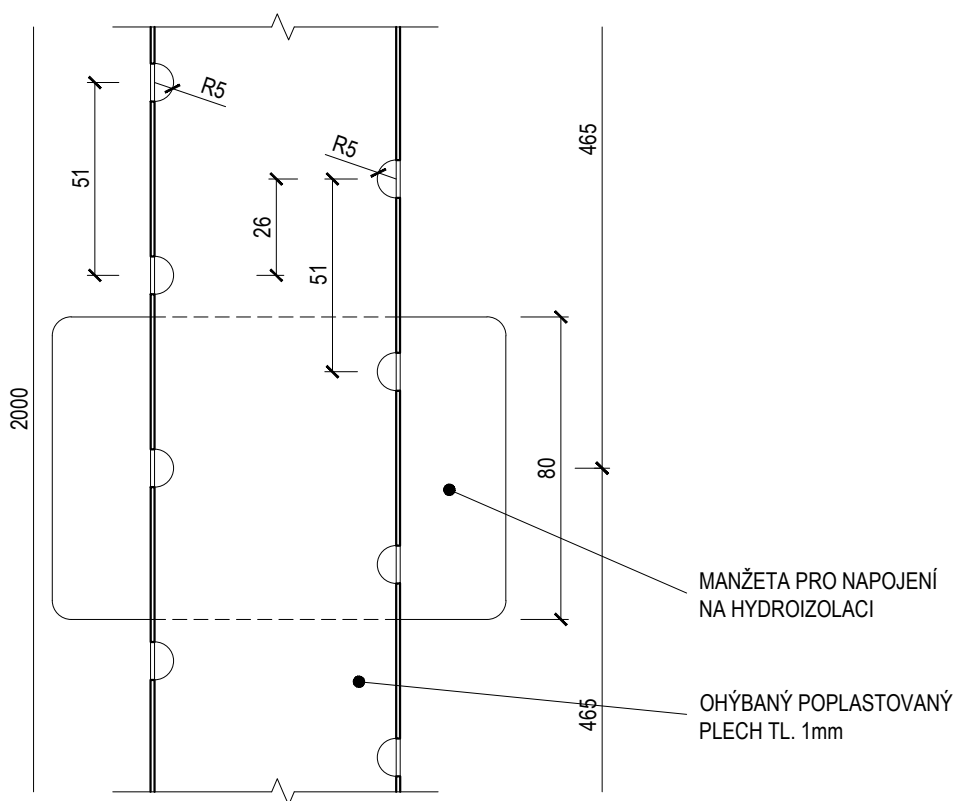 R5
465
R5
51
26
51
2000
80
MANŽETA PRO NAPOJENÍ
NA HYDROIZOLACI
OHÝBANÝ POPLASTOVANÝ
465
PLECH TL. 1mm